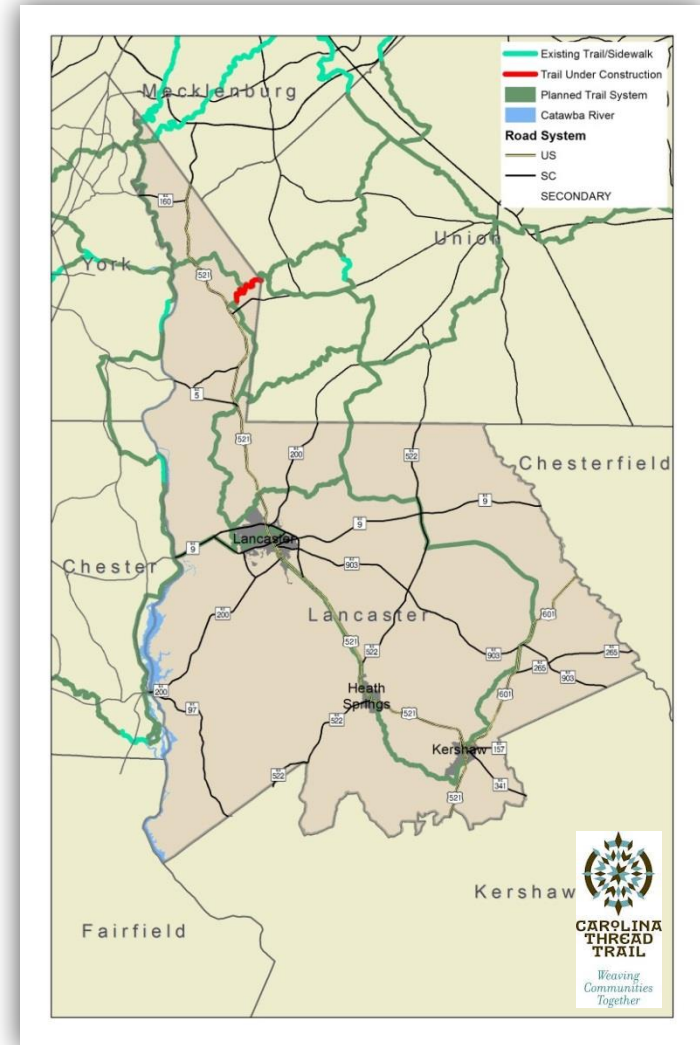 Existing Trail/Sidewalk
Trail Under Construction
Planned Trail System
Catawba River
Road System
US
SC
SECONDARY
Mecklenburg
160
York
Union
521
5
521
200
522
Chesterfield
9
9
Lancaster
9
Chester
903
200
Lancaster
601
521
522
903
265
265
903
200
97
Heath
Springs
601
522
521
Kershaw
157
522
521
341
Kershaw
Fairfield
CAROLINA
THREAD
TRAIL
Weaving
Communities
Together